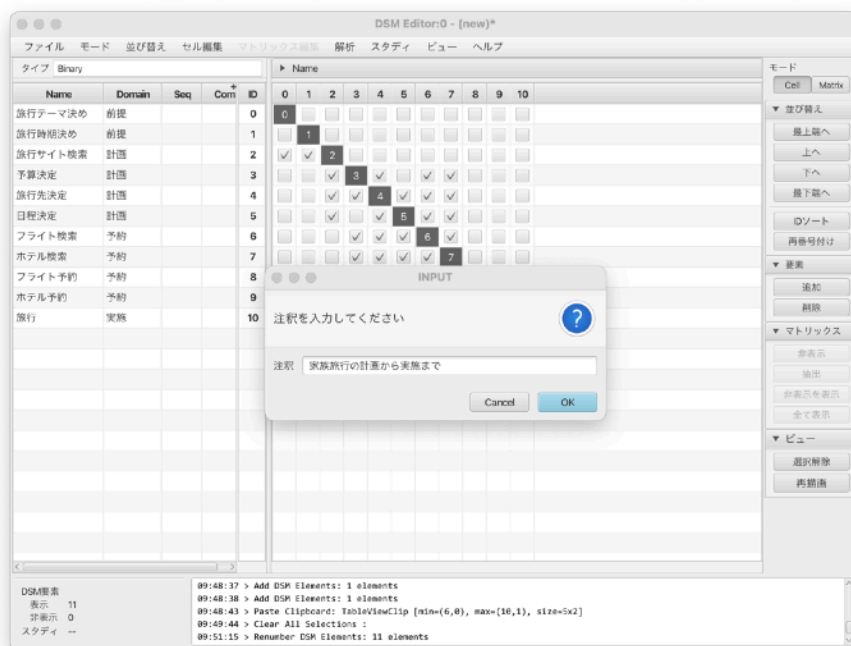 DSM Editor:0 - (new)*
ファイル モード 並び替え セル編集 マトリックス編集 解析 スタディ ビュー ヘルプ
タイプ Binary
▶ Name
モード
Cell Matrix
Name Domain Seq Com ID 0 1 2 3 4 5 6 7 8 9 10
旅行テーマ決め 前提 0 0
旅行時期決め 前提 1 1
旅行サイト検索 計画 2 ✓ ✓ 2
予算決定 計画 3 ✓ 3 ✓ ✓ ✓
旅行先決定 計画 4 ✓ ✓ 4 ✓ ✓ ✓
日程決定 計画 5 ✓ ✓ 5 ✓ ✓
フライト検索 予約 6 ✓ ✓ ✓ 6 ✓
ホテル検索 予約 7 ✓ ✓ ✓ ✓ 7
フライト予約 予約 8
ホテル予約 予約 9
旅行 実施 10
INPUT
注釈を入力してください
?
注釈 家族旅行の計画から実施まで
Cancel OK
▼ 並び替え
最上端へ
上へ
下へ
最下端へ
IDソート
再番号付け
▼ 要素
追加
削除
▼ マトリックス
非表示
抽出
非表示を表示
全て表示
▼ ビュー
選択解除
再描画
DSM要素
表示 11
非表示 0
スタディ --
09:48:37 > Add DSM Elements: 1 elements
09:48:38 > Add DSM Elements: 1 elements
09:48:43 > Paste Clipboard: TableViewClip [min=(6,0), max=(10,1), size=5x2]
09:49:44 > Clear All Selections :
09:51:15 > Renumber DSM Elements: 11 elements